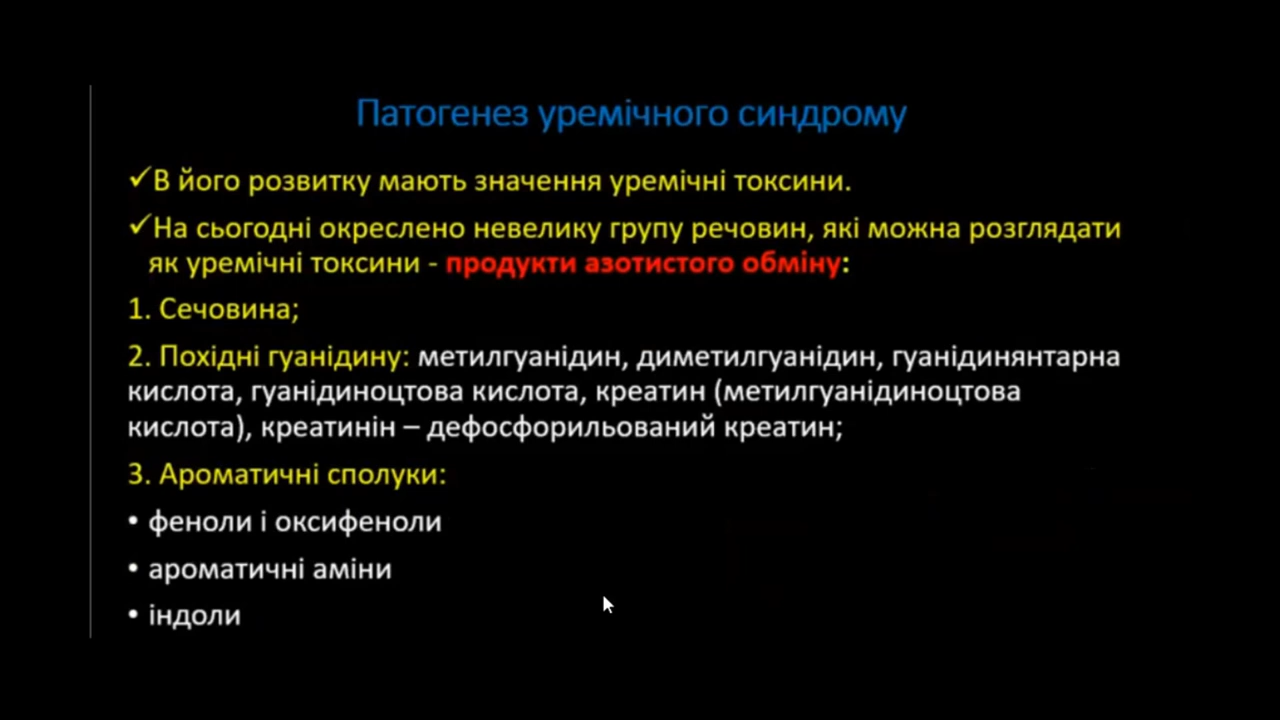 Патогенез уремічного синдрому
✓В його розвитку мають значення уремічні токсини.
✓На сьогодні окреслено невелику групу речовин, які можна розглядати
як уремічні токсини - продукти азотистого обміну:
1. Сечовина;
2. Похідні гуанідину: метилгуанідин, диметилгуанідин, гуанідинянтарна
кислота, гуанідиноцтова кислота, креатин (метилгуанідиноцтова
кислота), креатинін – дефосфорильований креатин;
3. Ароматичні сполуки:
• феноли і оксифеноли
• ароматичні аміни
• індоли